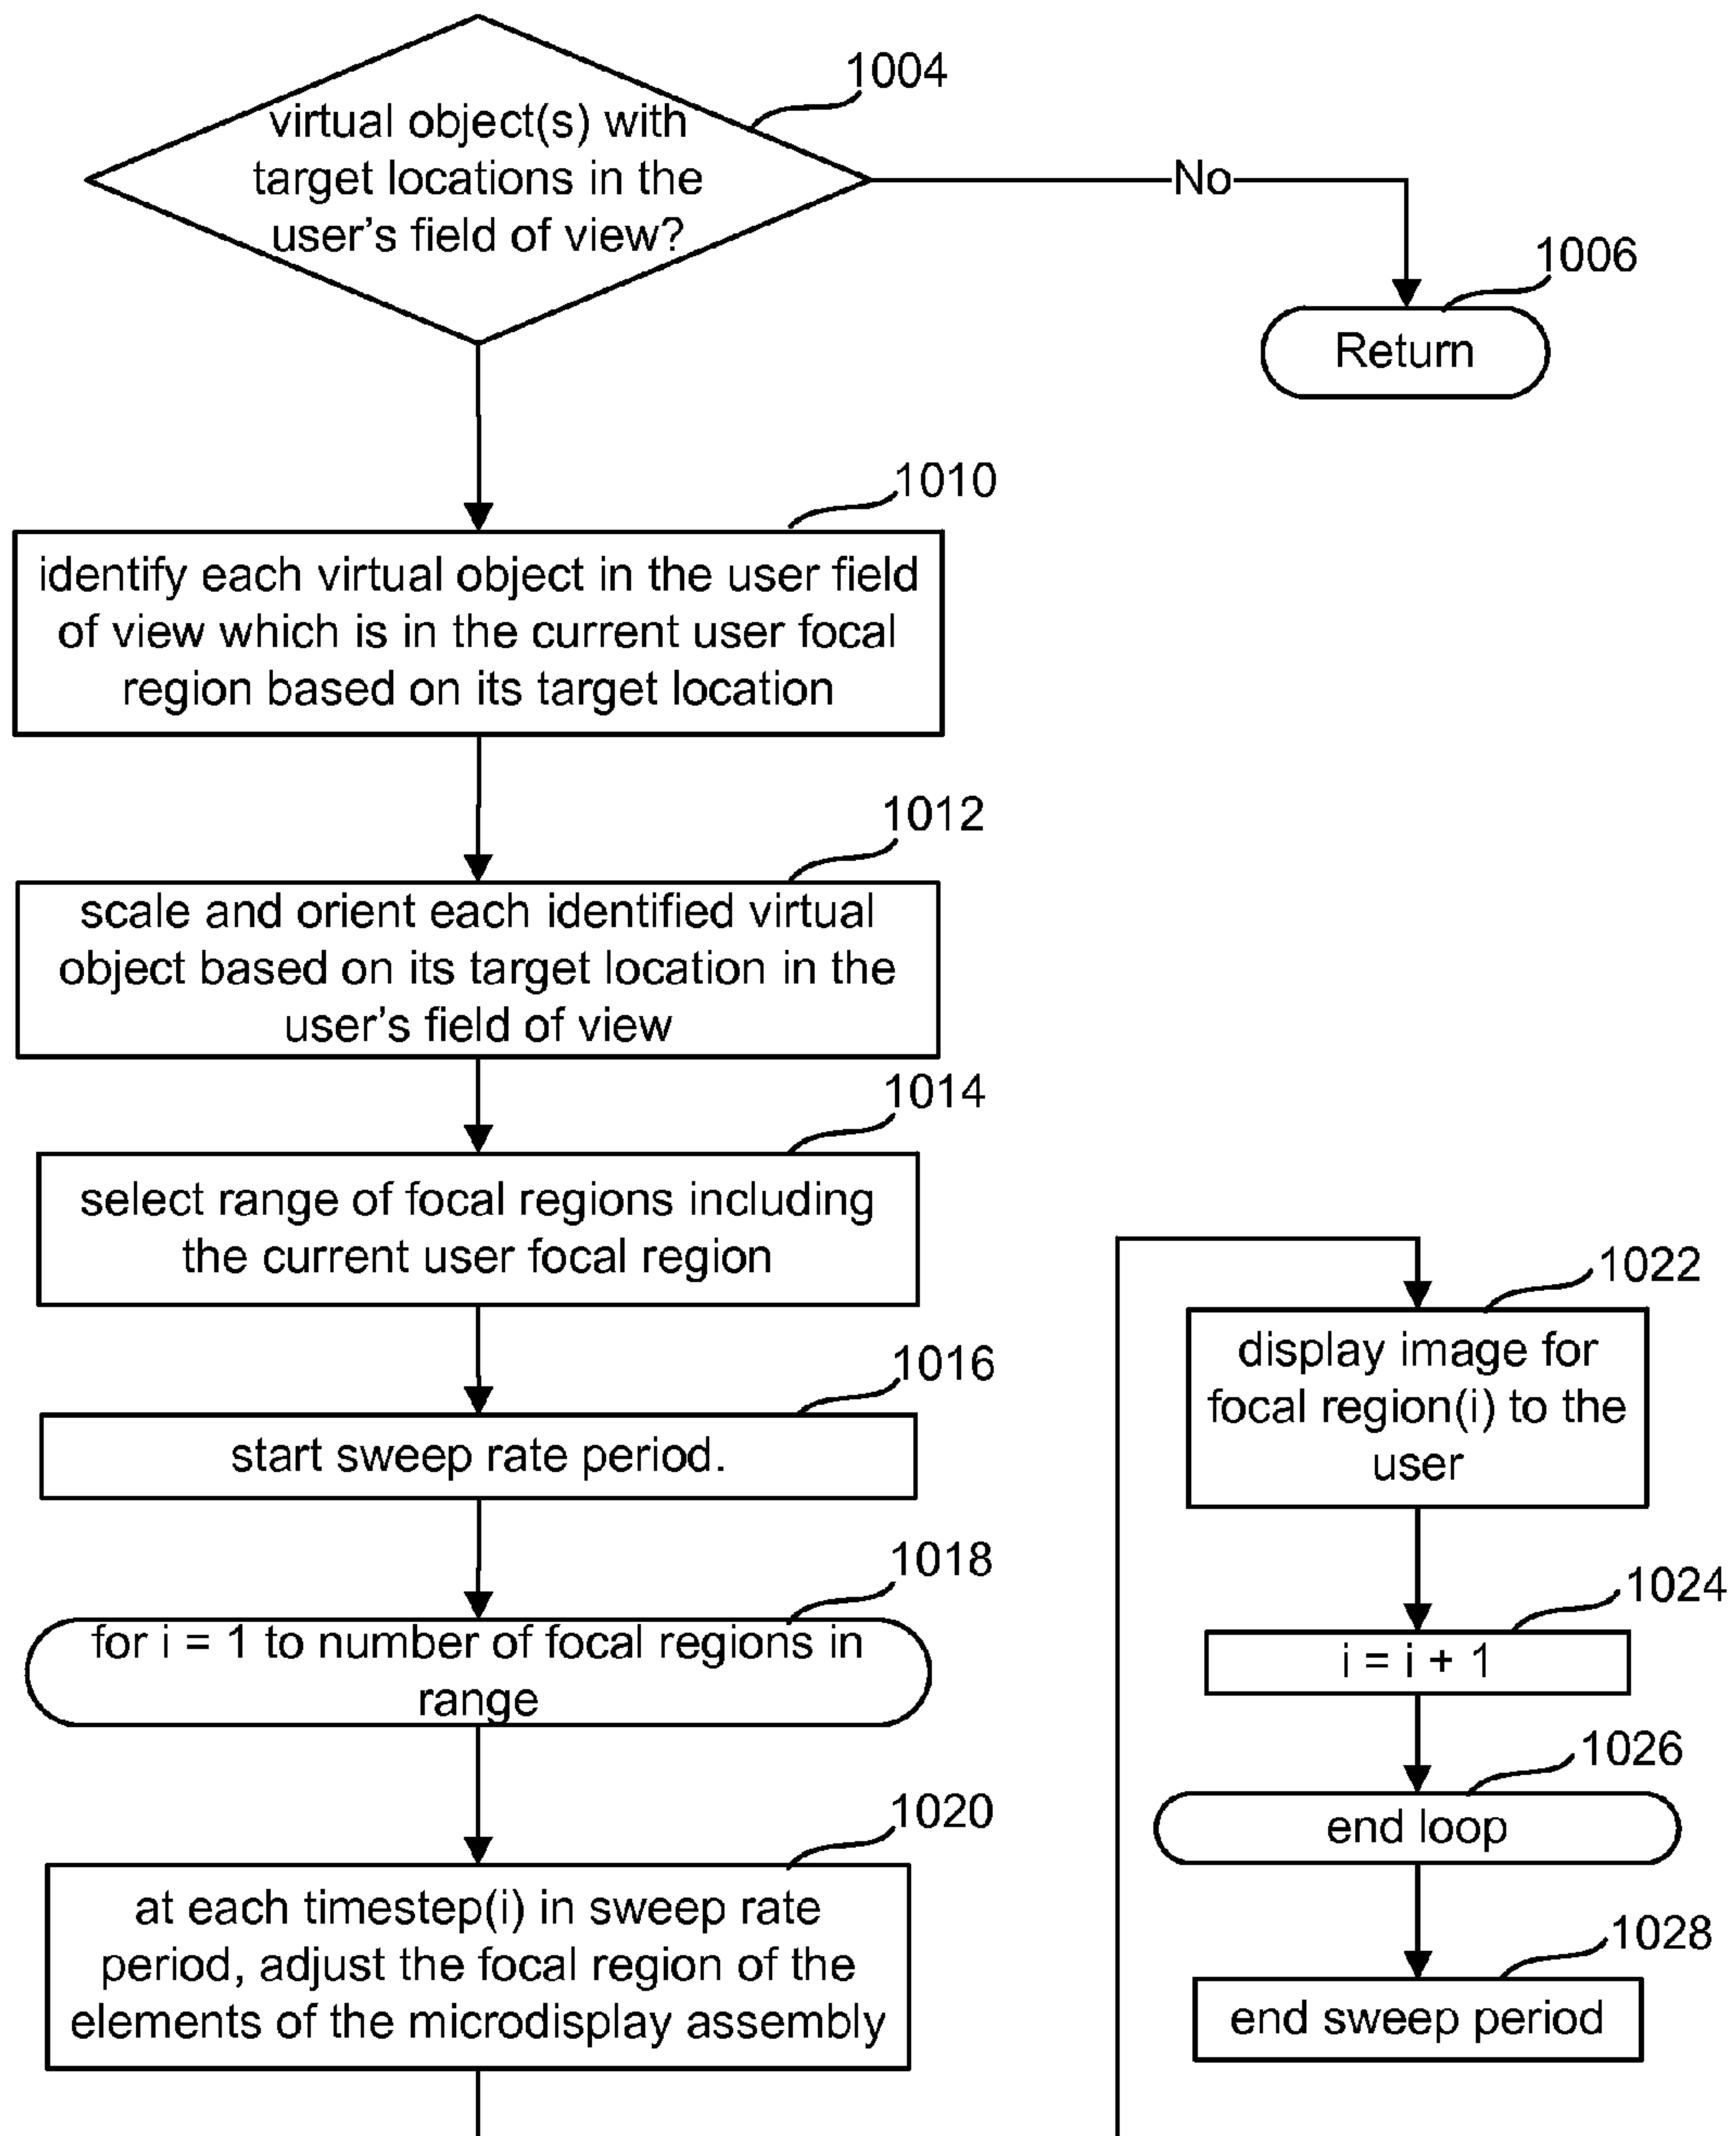 1004
virtual object(s) with
target locations in the
user's field of view?
No
1006
Return
1010
identify each virtual object in the user field
of view which is in the current user focal
region based on its target location
1012
scale and orient each identified virtual
object based on its target location in the
user's field of view
1014
select range of focal regions including
the current user focal region
1016
start sweep rate period.
1018
for i = 1 to number of focal regions in
range
1020
at each timestep(i) in sweep rate
period, adjust the focal region of the
elements of the microdisplay assembly
1022
display image for
focal region(i) to the
user
1024
i = i + 1
1026
end loop
1028
end sweep period